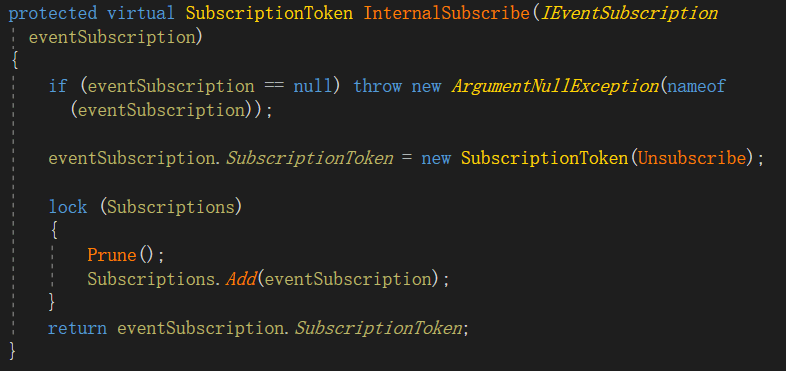 protected virtual SubscriptionToken InternalSubscribe(IEventSubscription
eventSubscription)
{
if (eventSubscription == null) throw new ArgumentNullException(nameof
(eventSubscription));
eventSubscription.SubscriptionToken = new SubscriptionToken(Unsubscribe);
lock (Subscriptions)
{
Prune();
Subscriptions.Add(eventSubscription);
}
return eventSubscription.SubscriptionToken;
}